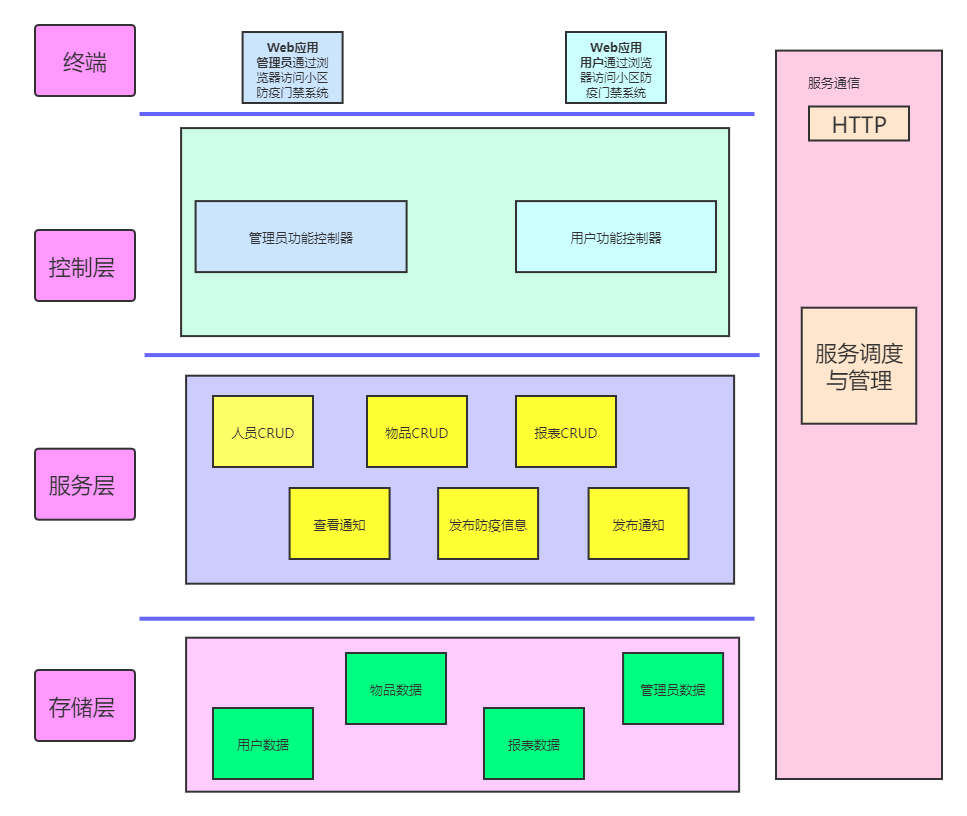 终端
Web应用
管理员通过浏
览器访问小区
防疫门禁系统
Web应用
用户通过浏览
器访问小区防
疫门禁系统
服务通信
HTTP
控制层
管理员功能控制器
用户功能控制器
服务调度
与管理
服务层
人员CRUD
物品CRUD
报表CRUD
查看通知
发布防疫信息
发布通知
存储层
物品数据
管理员数据
用户数据
报表数据